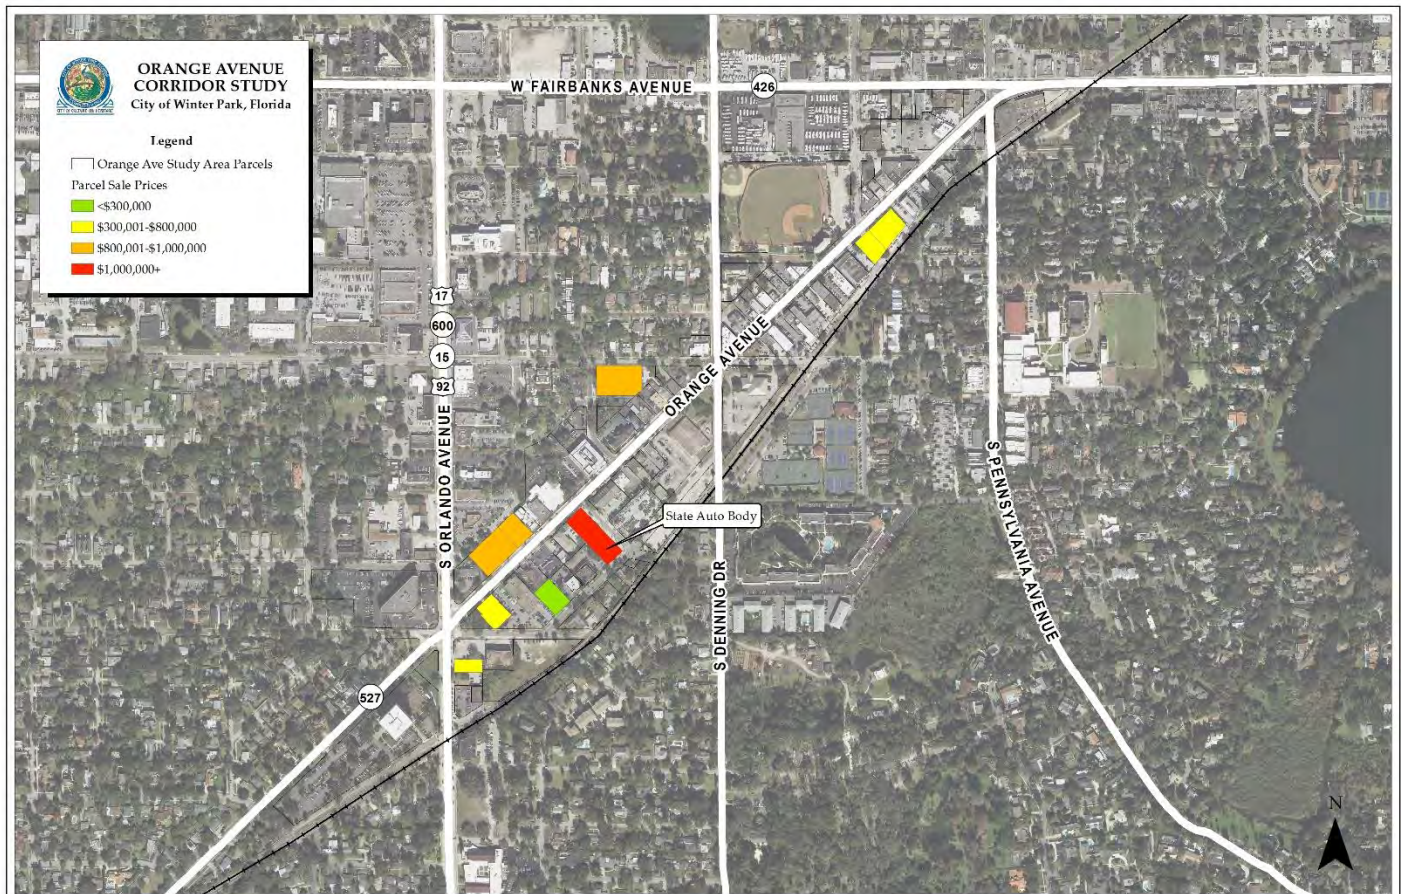 ORANGE AVENUE
CORRIDOR STUDY
City of Winter Park, Florida
Legend
Orange Ave Study Area Parcels
Parcel Sale Prices
<$300,000
$300,001-$800,000
$800,001-$1,000,000
$1,000,000+
W FAIRBANKS AVENUE
426
17
600
15
92
S ORLANDO AVENUE
ORANGE AVENUE
State Auto Body
S DENNING DR
S PENNSYLVANIA AVENUE
527
N